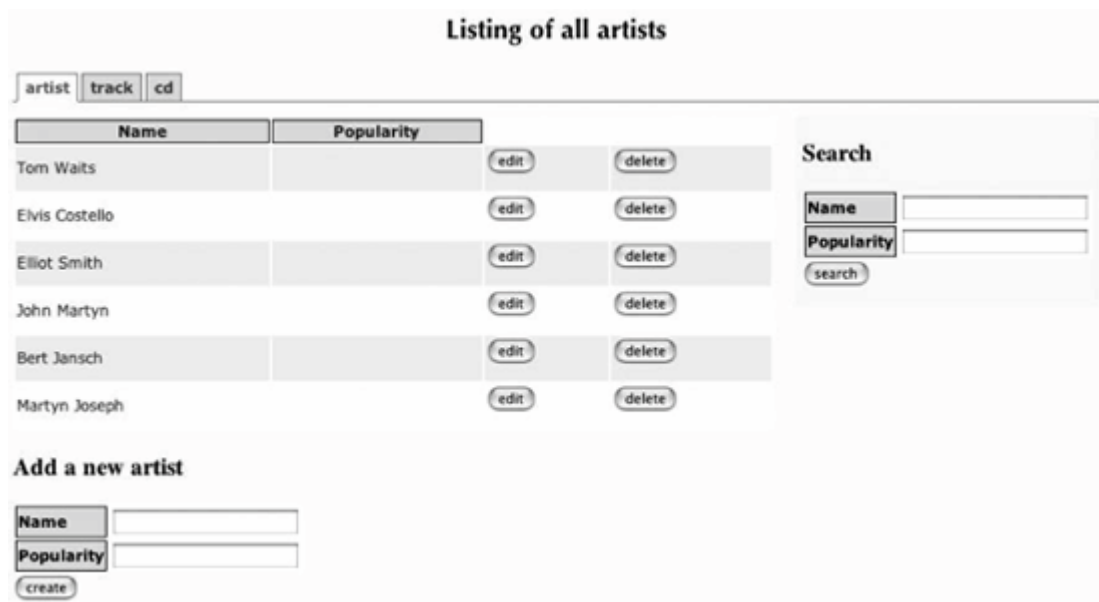 Listing of all artists
artist track cd
Name Popularity
Tom Waits edit delete
Elvis Costello edit delete
Elliot Smith edit delete
John Martyn edit delete
Bert Jansch edit delete
Martyn Joseph edit delete
Search
Name
Popularity
search
Add a new artist
Name
Popularity
create